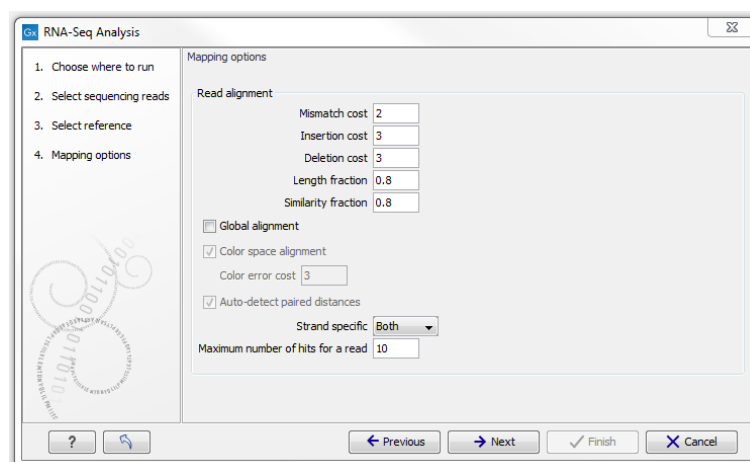 Gx RNA-Seq Analysis
1. Choose where to run
2. Select sequencing reads
3. Select reference
4. Mapping options
Mapping options
Read alignment
Mismatch cost 2
Insertion cost 3
Deletion cost 3
Length fraction 0.8
Similarity fraction 0.8
Global alignment
Color space alignment
Color error cost 3
Auto-detect paired distances
Strand specific Both
Maximum number of hits for a read 10
? Previous Next Finish Cancel